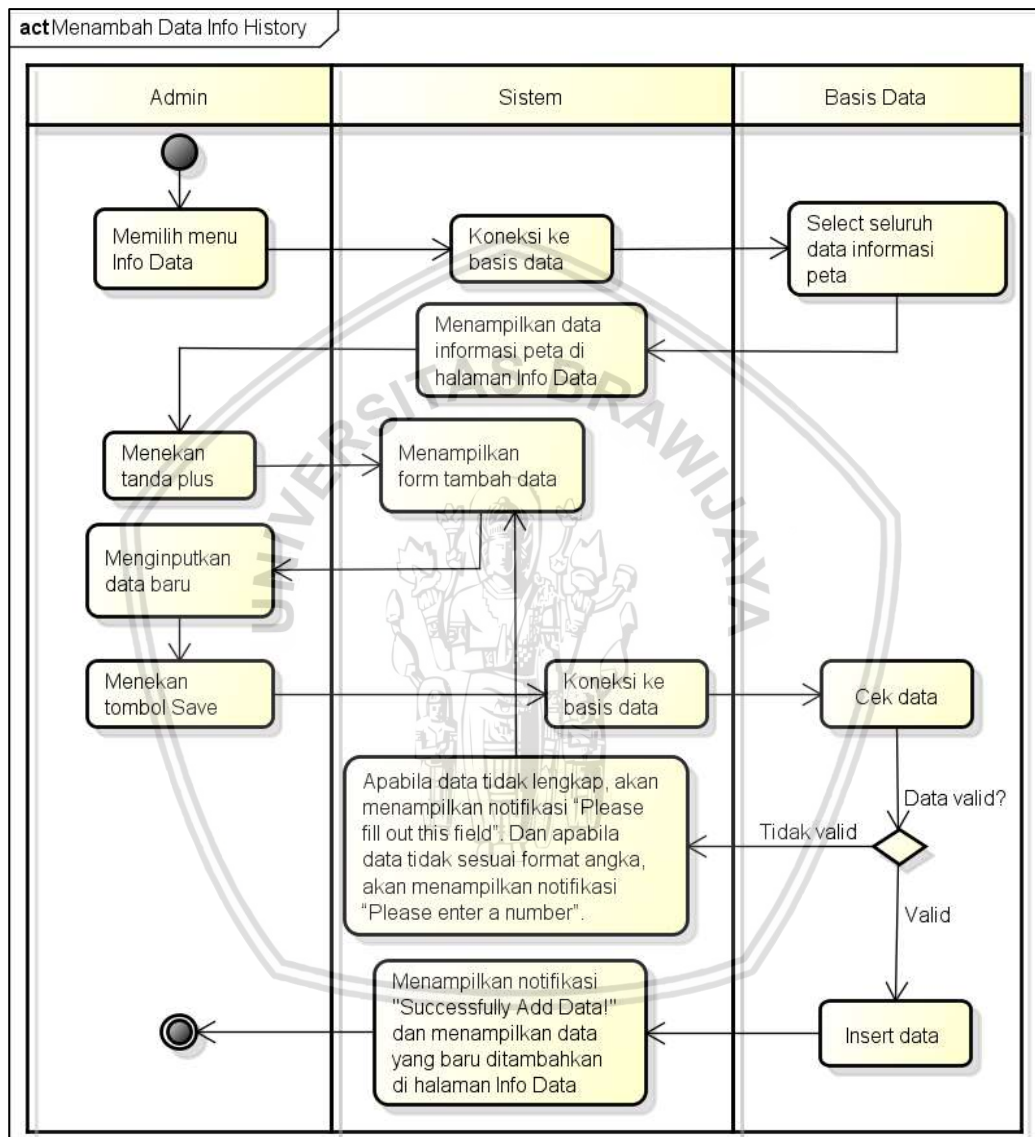 act Menambah Data Info History
Admin
Sistem
Basis Data
Memilih menu
Info Data
Koneksi ke
basis data
Select seluruh
data informasi
peta
Menampilkan data
informasi peta di
halaman Info Data
Menekan
tanda plus
Menampilkan
form tambah data
Menginputkan
data baru
Menekan
tombol Save
Koneksi ke
basis data
Cek data
Data valid?
Tidak valid
Apabila data tidak lengkap, akan
menampilkan notifikasi “Please
fill out this field”. Dan apabila
data tidak sesuai format angka,
akan menampilkan notifikasi
“Please enter a number”.
Valid
Insert data
Menampilkan notifikasi
"Successfully Add Data!"
dan menampilkan data
yang baru ditambahkan
di halaman Info Data
UNIVERSITAS BRAWIJAYA